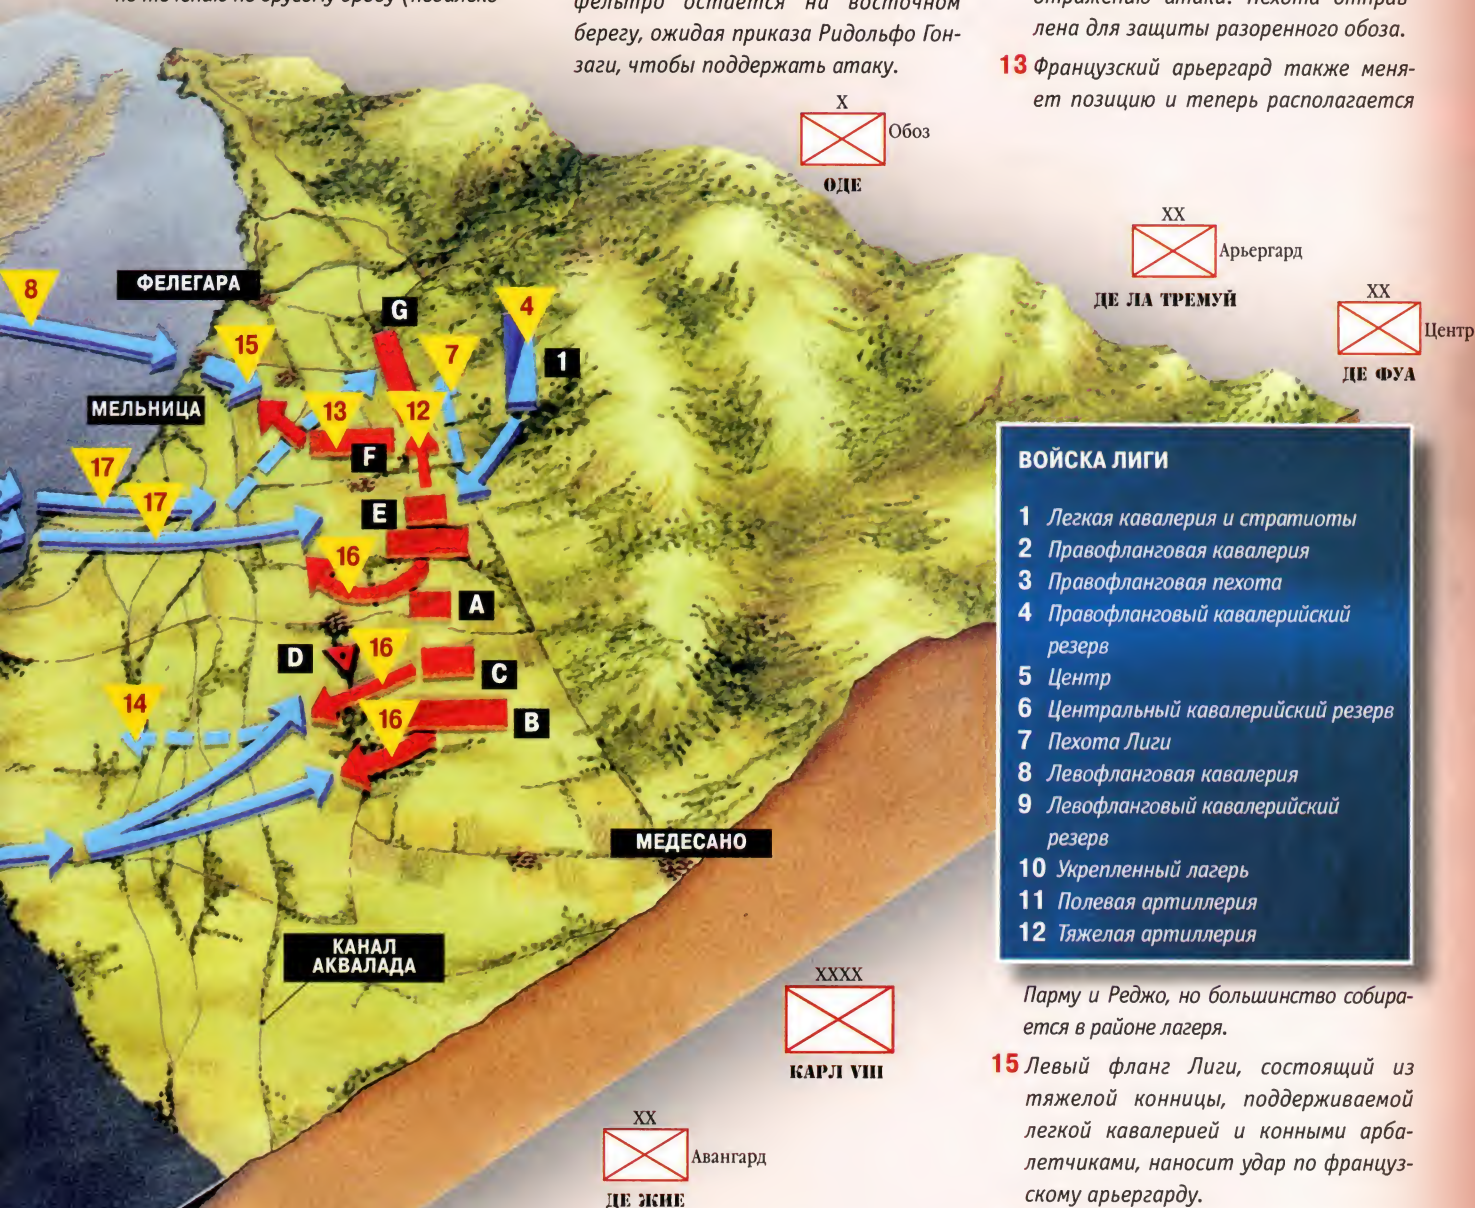 фельтро остается на восточном
берегу, ожидая приказа Ридольфо Гон-
заги, чтобы поддержать атаку.
лена для защиты разоренного обоза.
13 Французский арьергард также меня-
ет позицию и теперь располагается
X
Обоз
ОДЕ
XX
Арьергард
ДЕ ЛА ТРЕМУЙ
XX
Центр
ДЕ ФУА
ФЕЛЕГАРА
8
G
4
15
7
1
МЕЛЬНИЦА
13
12
F
17
17
E
16
A
D
16
C
14
16
B
МЕДЕСАНО
КАНАЛ
АКВАЛАДА
ВОЙСКА ЛИГИ
1 Легкая кавалерия и стратиоты
2 Правофланговая кавалерия
3 Правофланговая пехота
4 Правофланговый кавалерийский
резерв
5 Центр
6 Центральный кавалерийский резерв
7 Пехота Лиги
8 Левофланговая кавалерия
9 Левофланговый кавалерийский
резерв
10 Укрепленный лагерь
11 Полевая артиллерия
12 Тяжелая артиллерия
XXXX
КАРЛ VIII
XX
Авангард
ДЕ ЖИЕ
Парму и Реджо, но большинство собира-
ется в районе лагеря.
15 Левый фланг Лиги, состоящий из
тяжелой конницы, поддерживаемой
легкой кавалерией и конными арба-
летчиками, наносит удар по француз-
скому арьергарду.